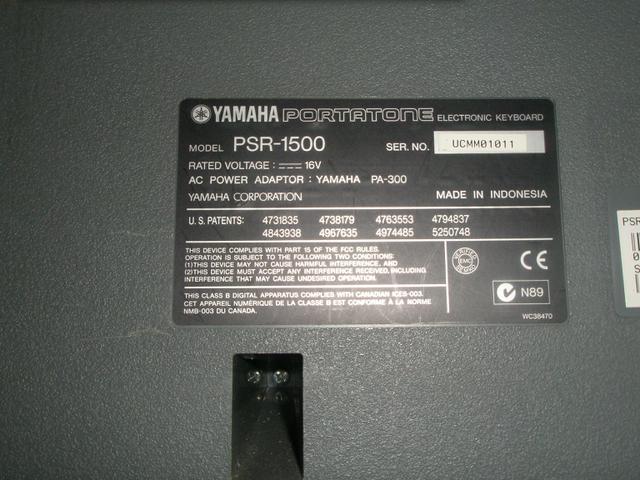 YAMAHA PORTATONE ELECTRONIC KEYBOARD
MODEL PSR-1500 SER. NO. UCMM01011
RATED VOLTAGE : 16V
AC POWER ADAPTOR : YAMAHA PA-300
YAMAHA CORPORATION MADE IN INDONESIA
U.S. PATENTS: 4731835 4738179 4763553 4794837
4843938 4967635 4974485 5250748
THIS DEVICE COMPLIES WITH PART 15 OF THE FCC RULES.
OPERATION IS SUBJECT TO THE FOLLOWING TWO CONDITIONS:
(1)THIS DEVICE MAY NOT CAUSE HARMFUL INTERFERENCE, AND
(2)THIS DEVICE MUST ACCEPT ANY INTERFERENCE RECEIVED, INCLUDING
INTERFERENCE THAT MAY CAUSE UNDESIRED OPERATION.
THIS CLASS B DIGITAL APPARATUS COMPLIES WITH CANADIAN ICES-003.
CET APPAREIL NUMÉRIQUE DE LA CLASSE B EST CONFORME À LA NORME
NMB-003 DU CANADA.
EMC
CE
N89
WC38470
PSR
0
S